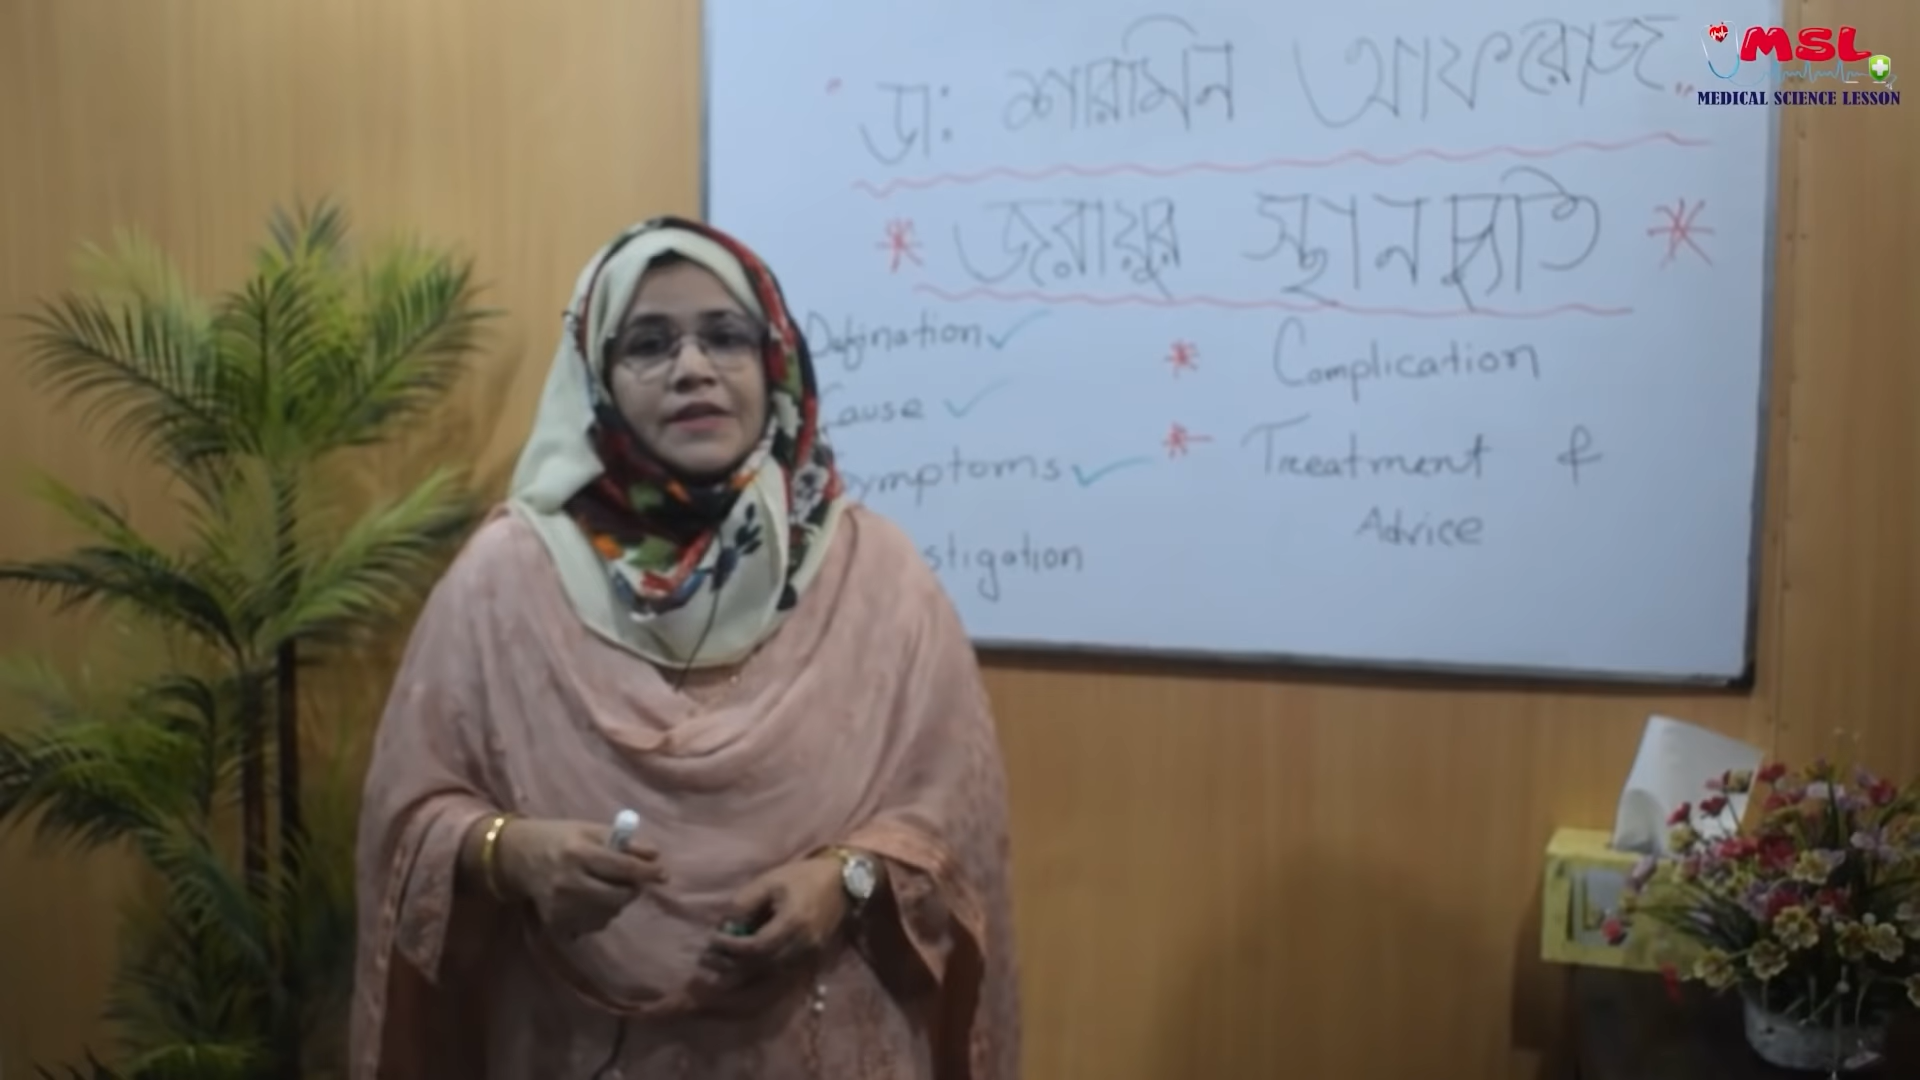 " ডাঃ শারমিন আফরোজ "
* জরায়ুর স্থানচ্যুতি *
Defination ✓
Cause ✓
Symptoms ✓
stigation
* Complication
* Treatment &
Advice
MSL
MEDICAL SCIENCE LESSON